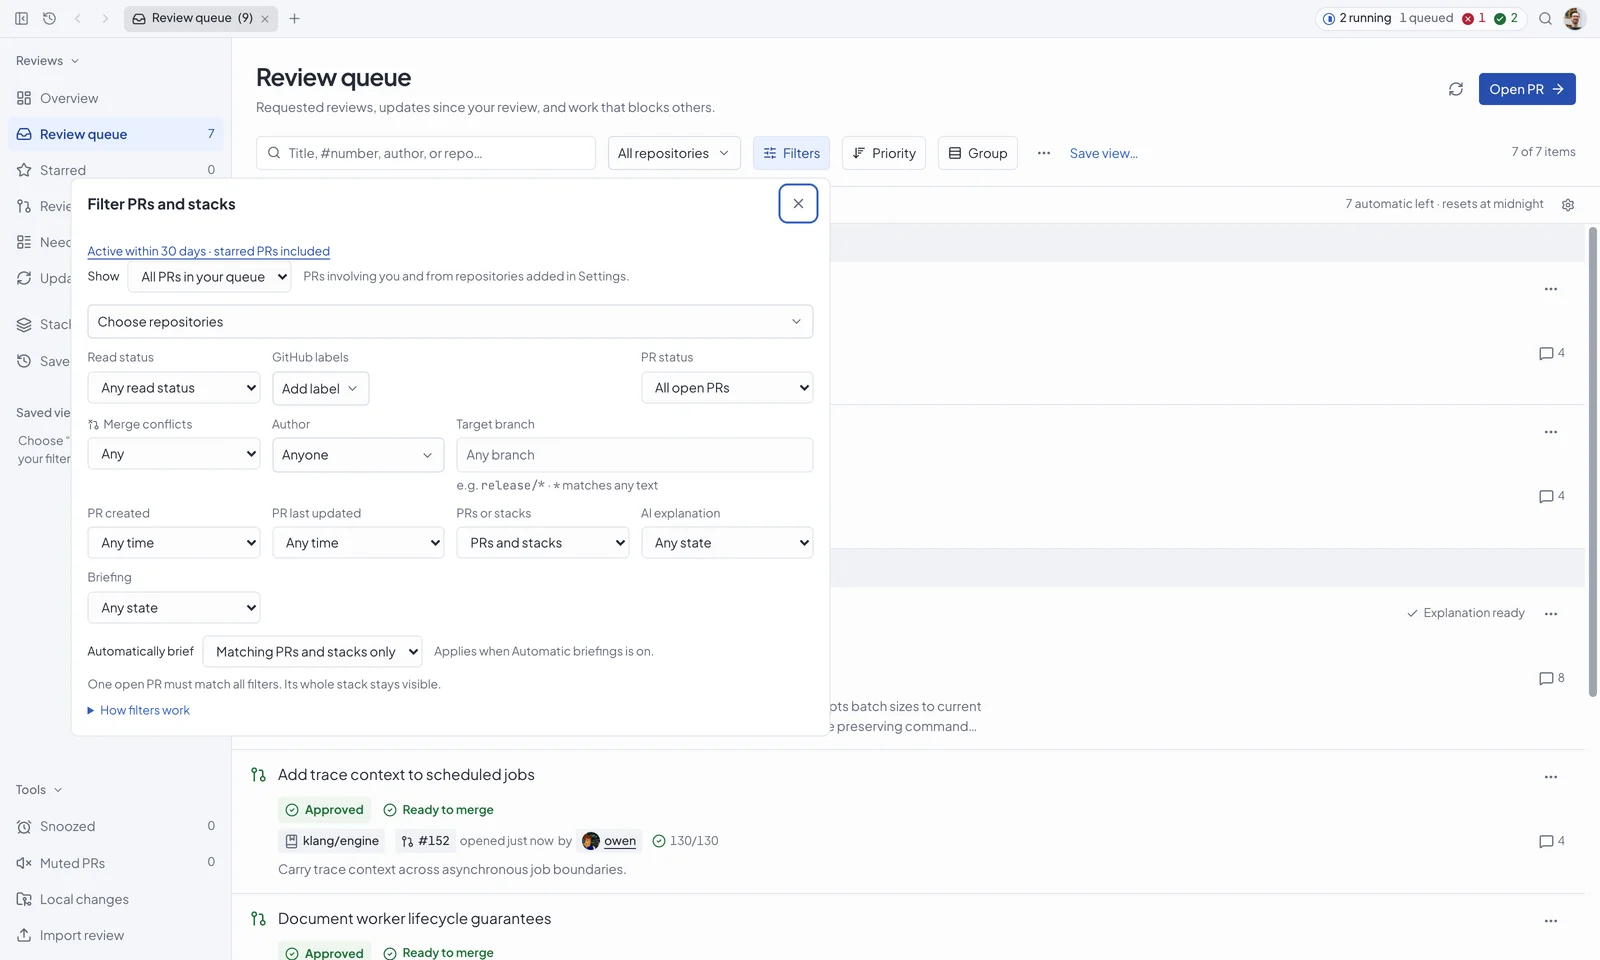 Review queue (9)
2 running 1 queued 1 2
Reviews
Overview
Review queue 7
Starred 0
Revie
Need
Upda
Stack
Save
Saved vie
Choose "
your filter
Tools
Snoozed 0
Muted PRs 0
Local changes
Import review
Review queue
Requested reviews, updates since your review, and work that blocks others.
Open PR
Title, #number, author, or repo...
All repositories
Filters
Priority
Group
Save view...
7 of 7 items
7 automatic left · resets at midnight
Filter PRs and stacks
Active within 30 days · starred PRs included
Show All PRs in your queue PRs involving you and from repositories added in Settings.
Choose repositories
Read status GitHub labels PR status
Any read status Add label All open PRs
Merge conflicts Author Target branch
Any Anyone Any branch
e.g. release/* · * matches any text
PR created PR last updated PRs or stacks AI explanation
Any time Any time PRs and stacks Any state
Briefing
Any state
Automatically brief Matching PRs and stacks only Applies when Automatic briefings is on.
One open PR must match all filters. Its whole stack stays visible.
How filters work
4
4
Explanation ready
8
pts batch sizes to current
e preserving command...
Add trace context to scheduled jobs
Approved Ready to merge
klang/engine #152 opened just now by owen 130/130
4
Carry trace context across asynchronous job boundaries.
Document worker lifecycle guarantees
Approved Ready to merge